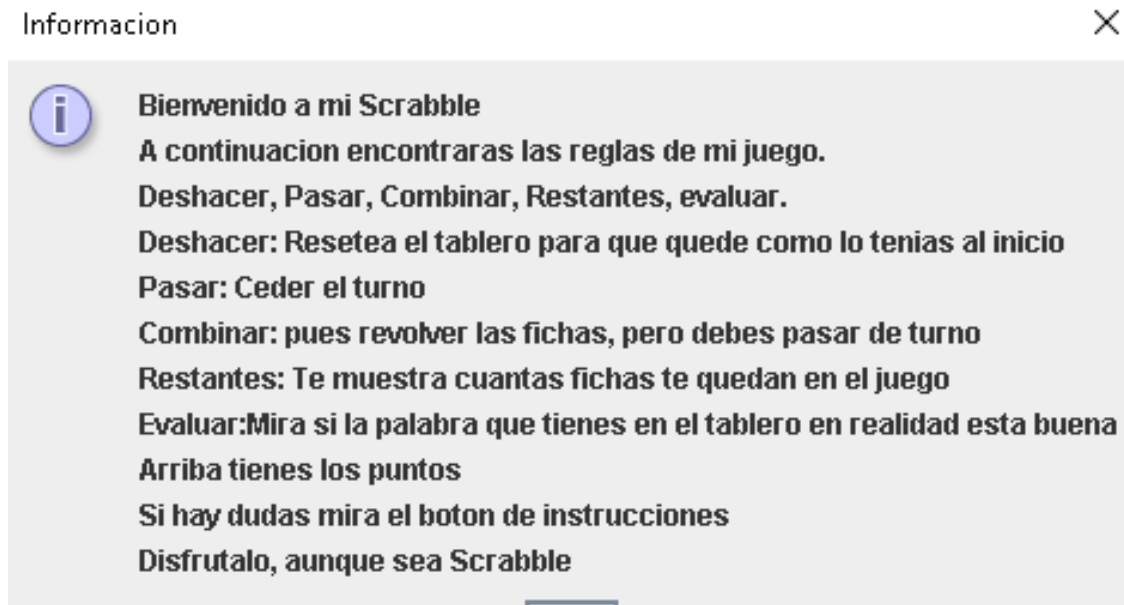 Informacion
Bienvenido a mi Scrabble
A continuacion encontraras las reglas de mi juego.
Deshacer, Pasar, Combinar, Restantes, evaluar.
Deshacer: Resetea el tablero para que quede como lo tenias al inicio
Pasar: Ceder el turno
Combinar: pues revolver las fichas, pero debes pasar de turno
Restantes: Te muestra cuantas fichas te quedan en el juego
Evaluar:Mira si la palabra que tienes en el tablero en realidad esta buena
Arriba tienes los puntos
Si hay dudas mira el boton de instrucciones
Disfrutalo, aunque sea Scrabble